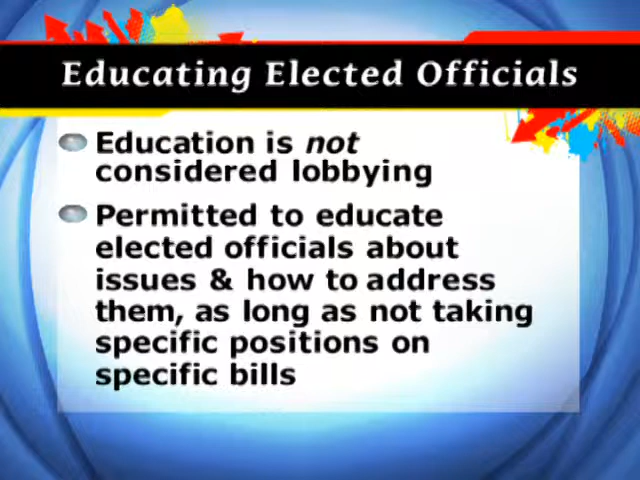 Educating Elected Officials
Education is not
considered lobbying
Permitted to educate
elected officials about
issues & how to address
them, as long as not taking
specific positions on
specific bills